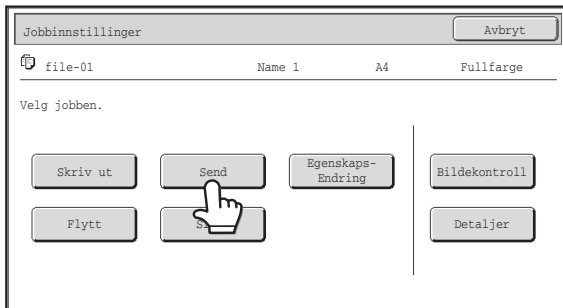 Jobbinnstillinger
Avbryt
file-01 Name 1 A4 Fullfarge
Velg jobben.
Skriv ut
Send
Egenskaps-
Endring
Bildekontroll
Flytt
Detaljer